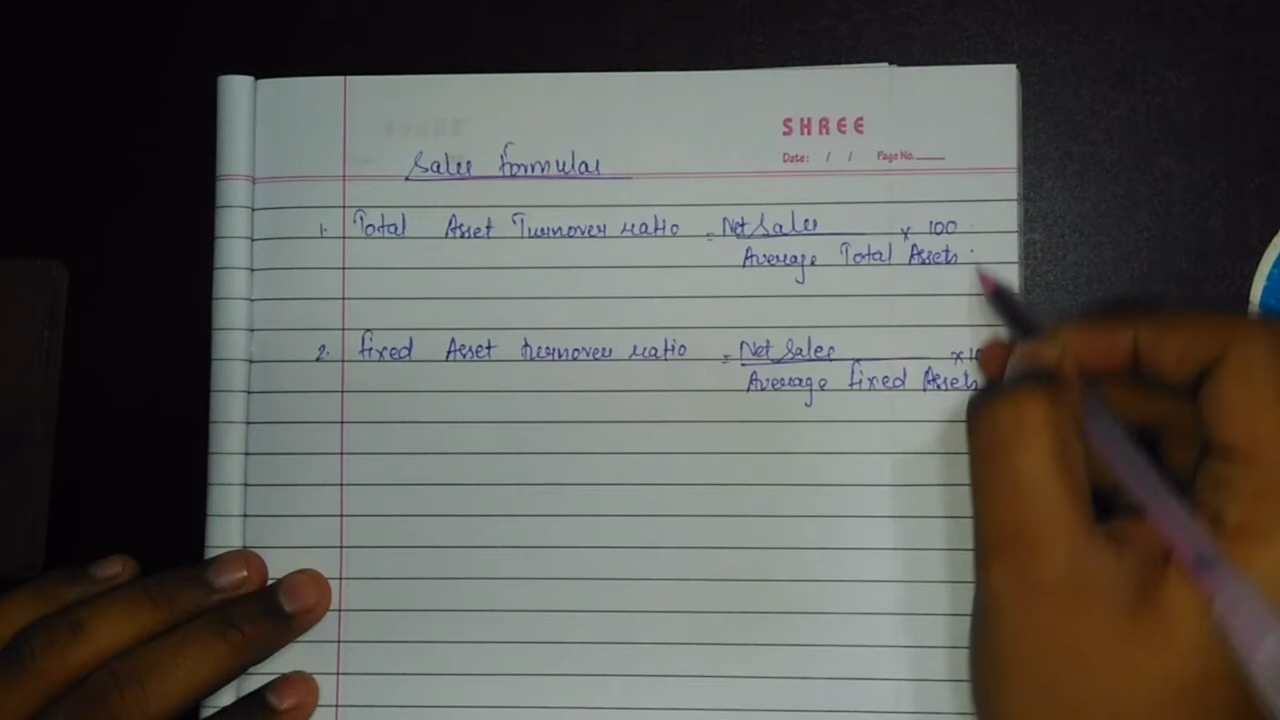 SHREE
Date: / / Page No.
Sales formulas
1. Total Asset Turnover ratio = Net Sales x 100
Average Total Assets
2. fixed Asset turnover ratio = Net Sales x 10
Average fixed Assets